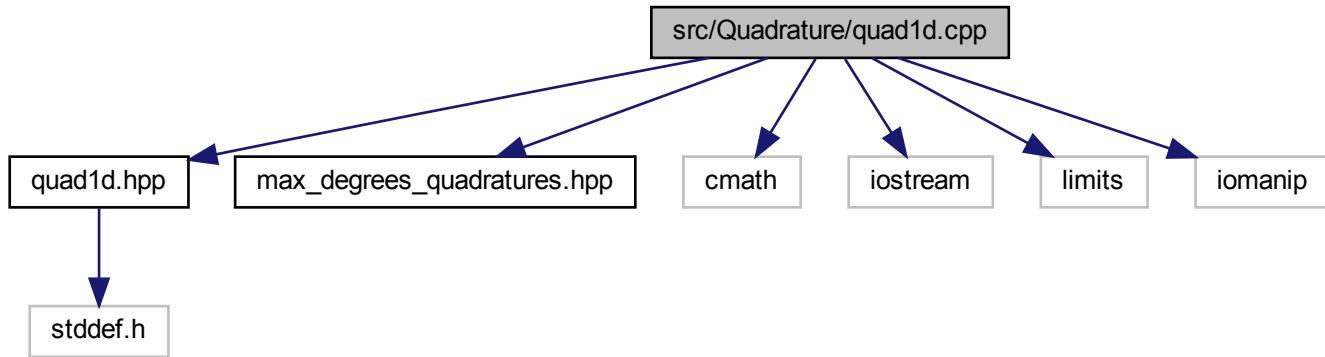 src/Quadrature/quad1d.cpp
quad1d.hpp
max_degrees_quadratures.hpp
cmath
iostream
limits
iomanip
stddef.h